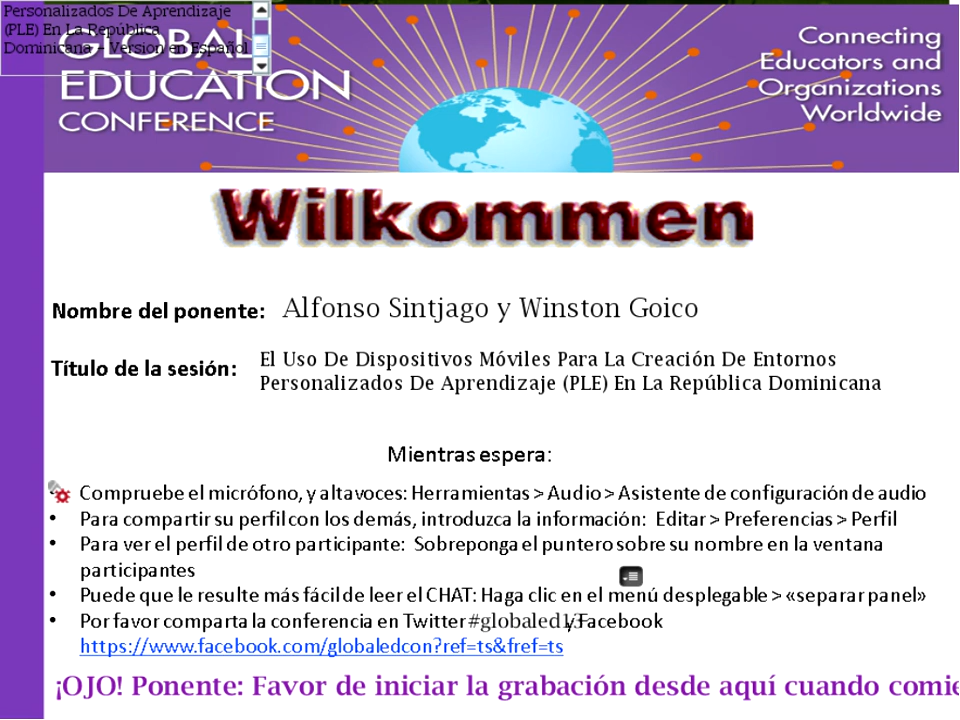 Personalizados De Aprendizaje
(PLE) En La República
Dominicana – Version en Español
GLOBAL
EDUCATION
CONFERENCE
Connecting
Educators and
Organizations
Worldwide
Wilkommen
Nombre del ponente: Alfonso Sintjago y Winston Goico
Título de la sesión: El Uso De Dispositivos Móviles Para La Creación De Entornos
Personalizados De Aprendizaje (PLE) En La República Dominicana
Mientras espera:
Compruebe el micrófono, y altavoces: Herramientas > Audio > Asistente de configuración de audio
• Para compartir su perfil con los demás, introduzca la información: Editar > Preferencias > Perfil
• Para ver el perfil de otro participante: Sobreponga el puntero sobre su nombre en la ventana
participantes
• Puede que le resulte más fácil de leer el CHAT: Haga clic en el menú desplegable > «separar panel»
• Por favor comparta la conferencia en Twitter #globaled13 y Facebook
https://www.facebook.com/globaledcon?ref=ts&fref=ts
¡OJO! Ponente: Favor de iniciar la grabación desde aquí cuando comie